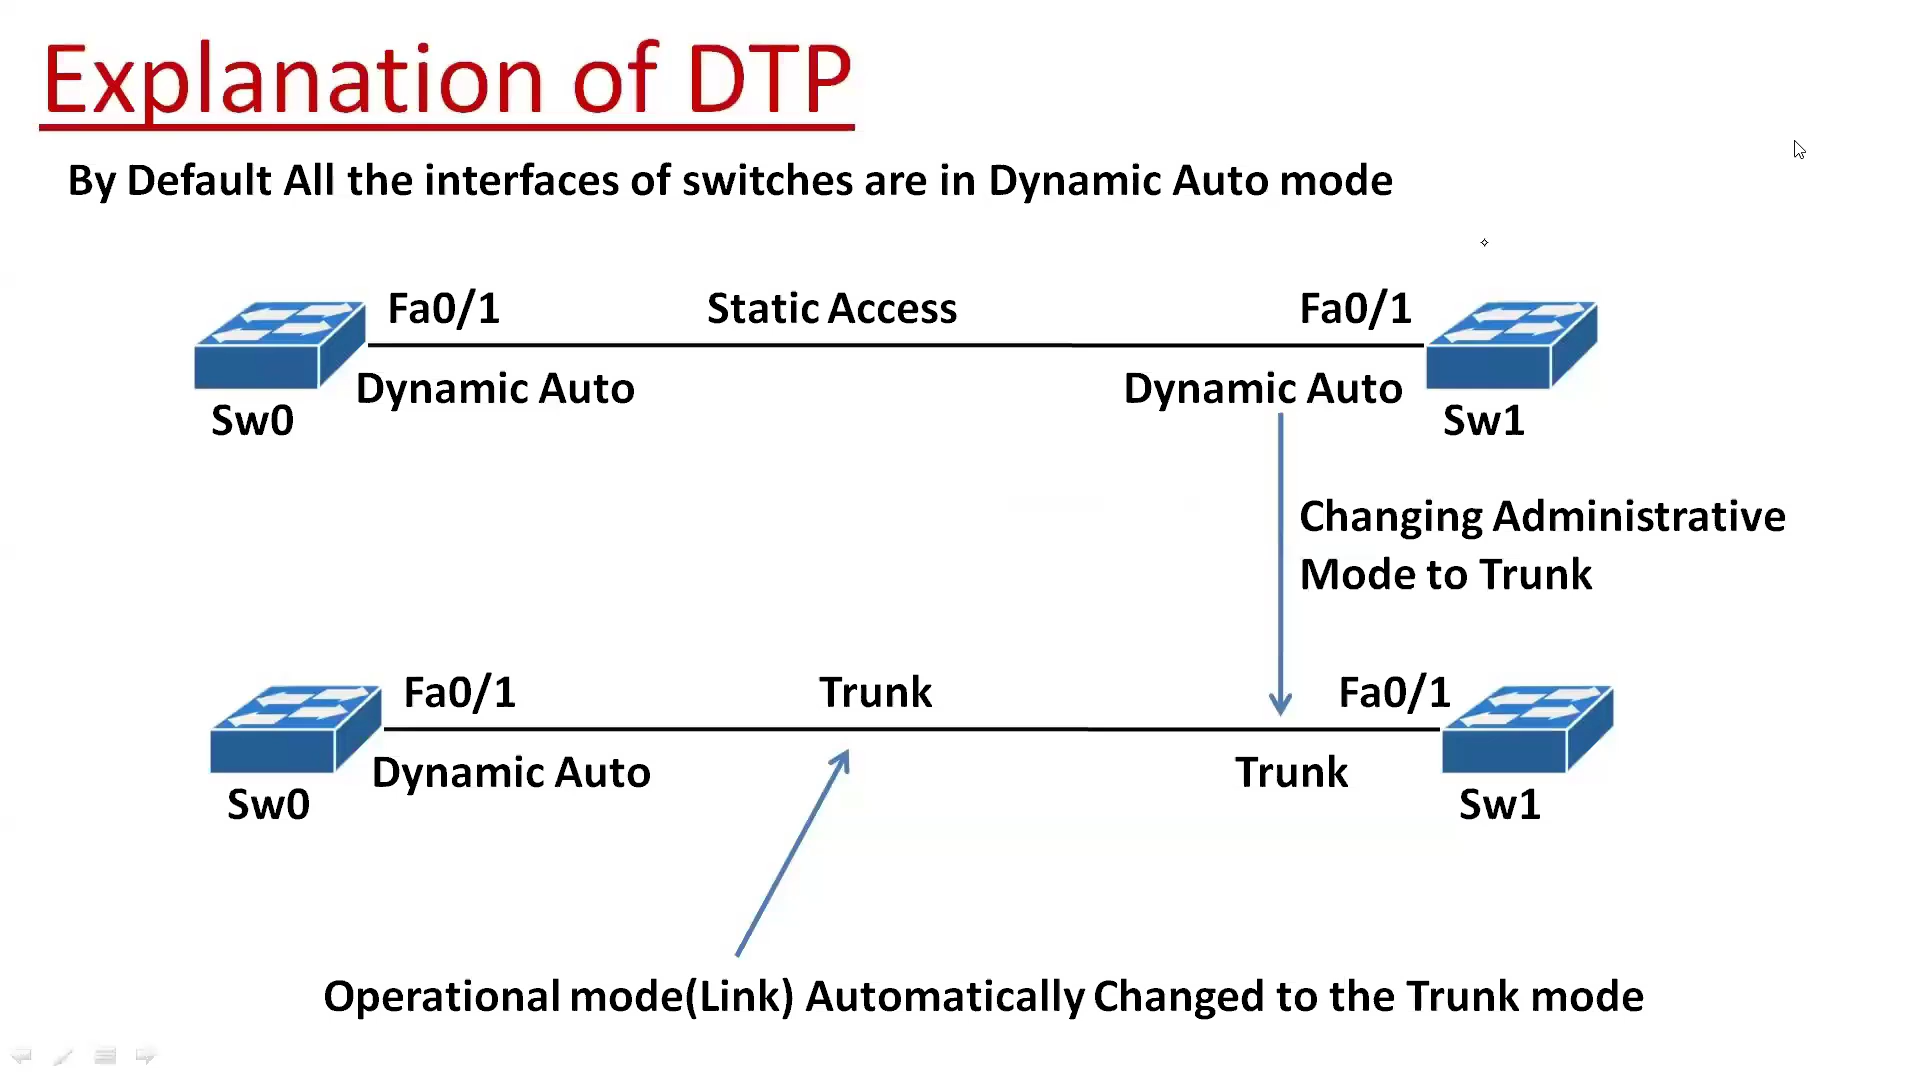 Explanation of DTP
By Default All the interfaces of switches are in Dynamic Auto mode
Fa0/1 Static Access Fa0/1
Dynamic Auto Dynamic Auto
Sw0 Sw1
Changing Administrative
Mode to Trunk
Fa0/1 Trunk Fa0/1
Dynamic Auto Trunk
Sw0 Sw1
Operational mode(Link) Automatically Changed to the Trunk mode